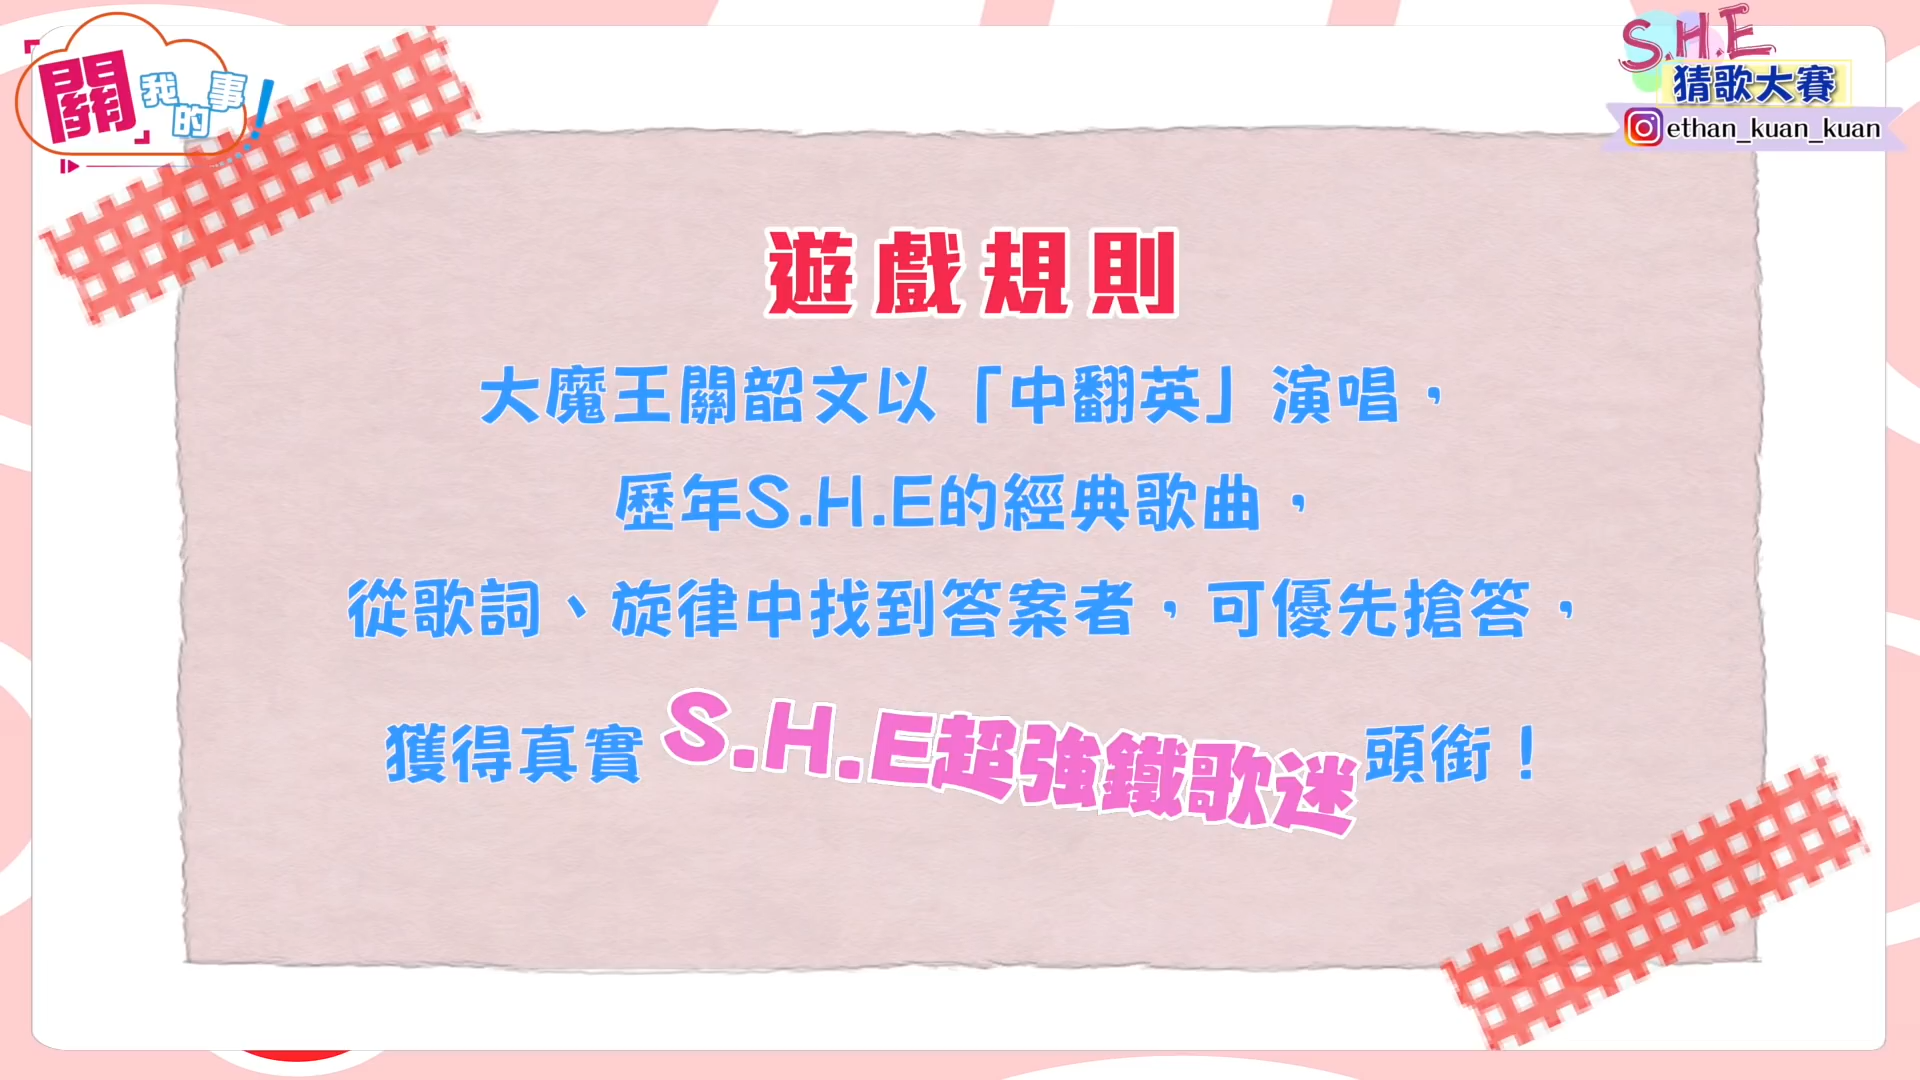 關我的事!
S.H.E
猜歌大賽
ethan_kuan_kuan
遊戲規則
大魔王關韶文以「中翻英」演唱，
歷年S.H.E的經典歌曲，
從歌詞、旋律中找到答案者，可優先搶答，
獲得真實S.H.E超強鐵歌迷頭銜！